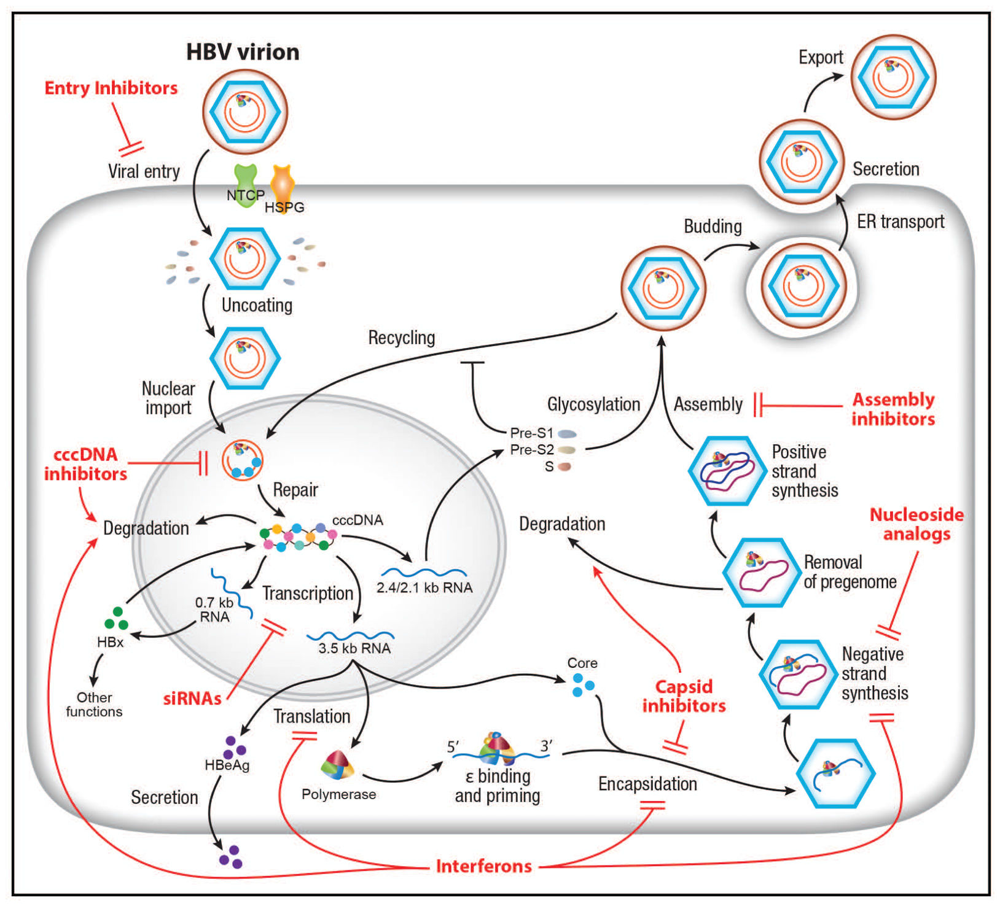 HBV virion
Entry Inhibitors
Viral entry
NTCP
HSPG
Uncoating
Nuclear
import
Recycling
Export
Secretion
ER transport
Budding
Glycosylation
Assembly
Assembly
inhibitors
Pre-S1
Pre-S2
S
cccDNA
inhibitors
Repair
cccDNA
Degradation
2.4/2.1 kb RNA
Transcription
0.7 kb
RNA
3.5 kb RNA
HBx
Other
functions
siRNAs
Translation
HBeAg
Secretion
Polymerase
5′
3′
ε binding
and priming
Core
Encapsidation
Capsid
inhibitors
Degradation
Positive
strand
synthesis
Nucleoside
analogs
Removal
of pregenome
Negative
strand
synthesis
Interferons